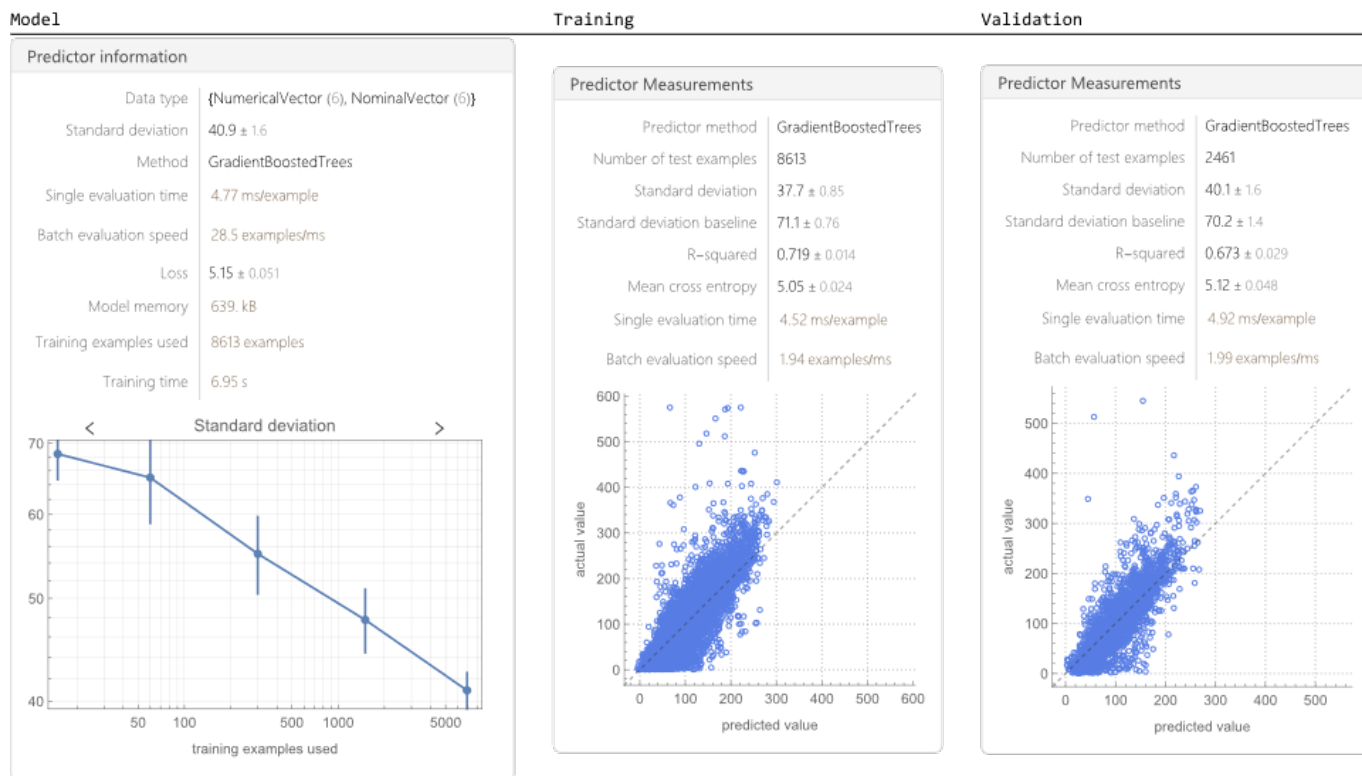 Model
Training
Validation
Predictor information
Data type {NumericalVector (6), NominalVector (6)}
Standard deviation 40.9 ± 1.6
Method GradientBoostedTrees
Single evaluation time 4.77 ms/example
Batch evaluation speed 28.5 examples/ms
Loss 5.15 ± 0.051
Model memory 639. kB
Training examples used 8613 examples
Training time 6.95 s
< Standard deviation >
70
60
50
40
50 100 500 1000 5000
training examples used
Predictor Measurements
Predictor method GradientBoostedTrees
Number of test examples 8613
Standard deviation 37.7 ± 0.85
Standard deviation baseline 71.1 ± 0.76
R-squared 0.719 ± 0.014
Mean cross entropy 5.05 ± 0.024
Single evaluation time 4.52 ms/example
Batch evaluation speed 1.94 examples/ms
600
500
400
300
200
100
0
actual value
0 100 200 300 400 500 600
predicted value
Predictor Measurements
Predictor method GradientBoostedTrees
Number of test examples 2461
Standard deviation 40.1 ± 1.6
Standard deviation baseline 70.2 ± 1.4
R-squared 0.673 ± 0.029
Mean cross entropy 5.12 ± 0.048
Single evaluation time 4.92 ms/example
Batch evaluation speed 1.99 examples/ms
500
400
300
200
100
0
actual value
0 100 200 300 400 500
predicted value